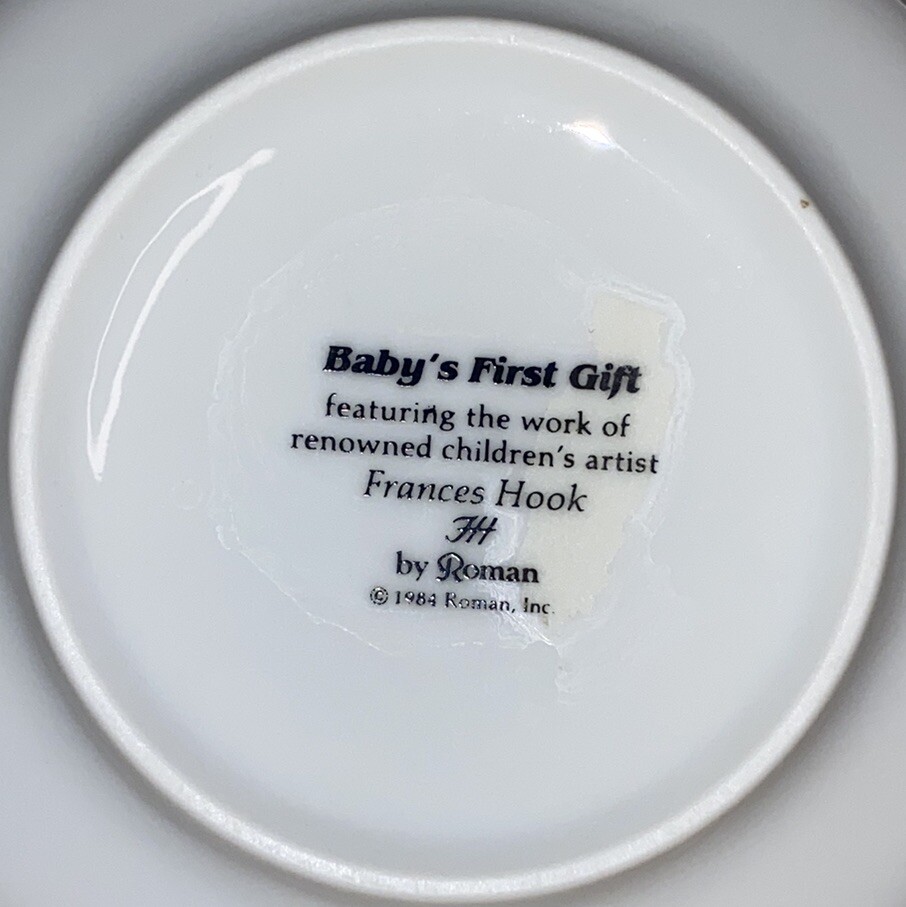 Baby's First Gift
featuring the work of
renowned children's artist
Frances Hook
FH
by Roman
© 1984 Roman, Inc.